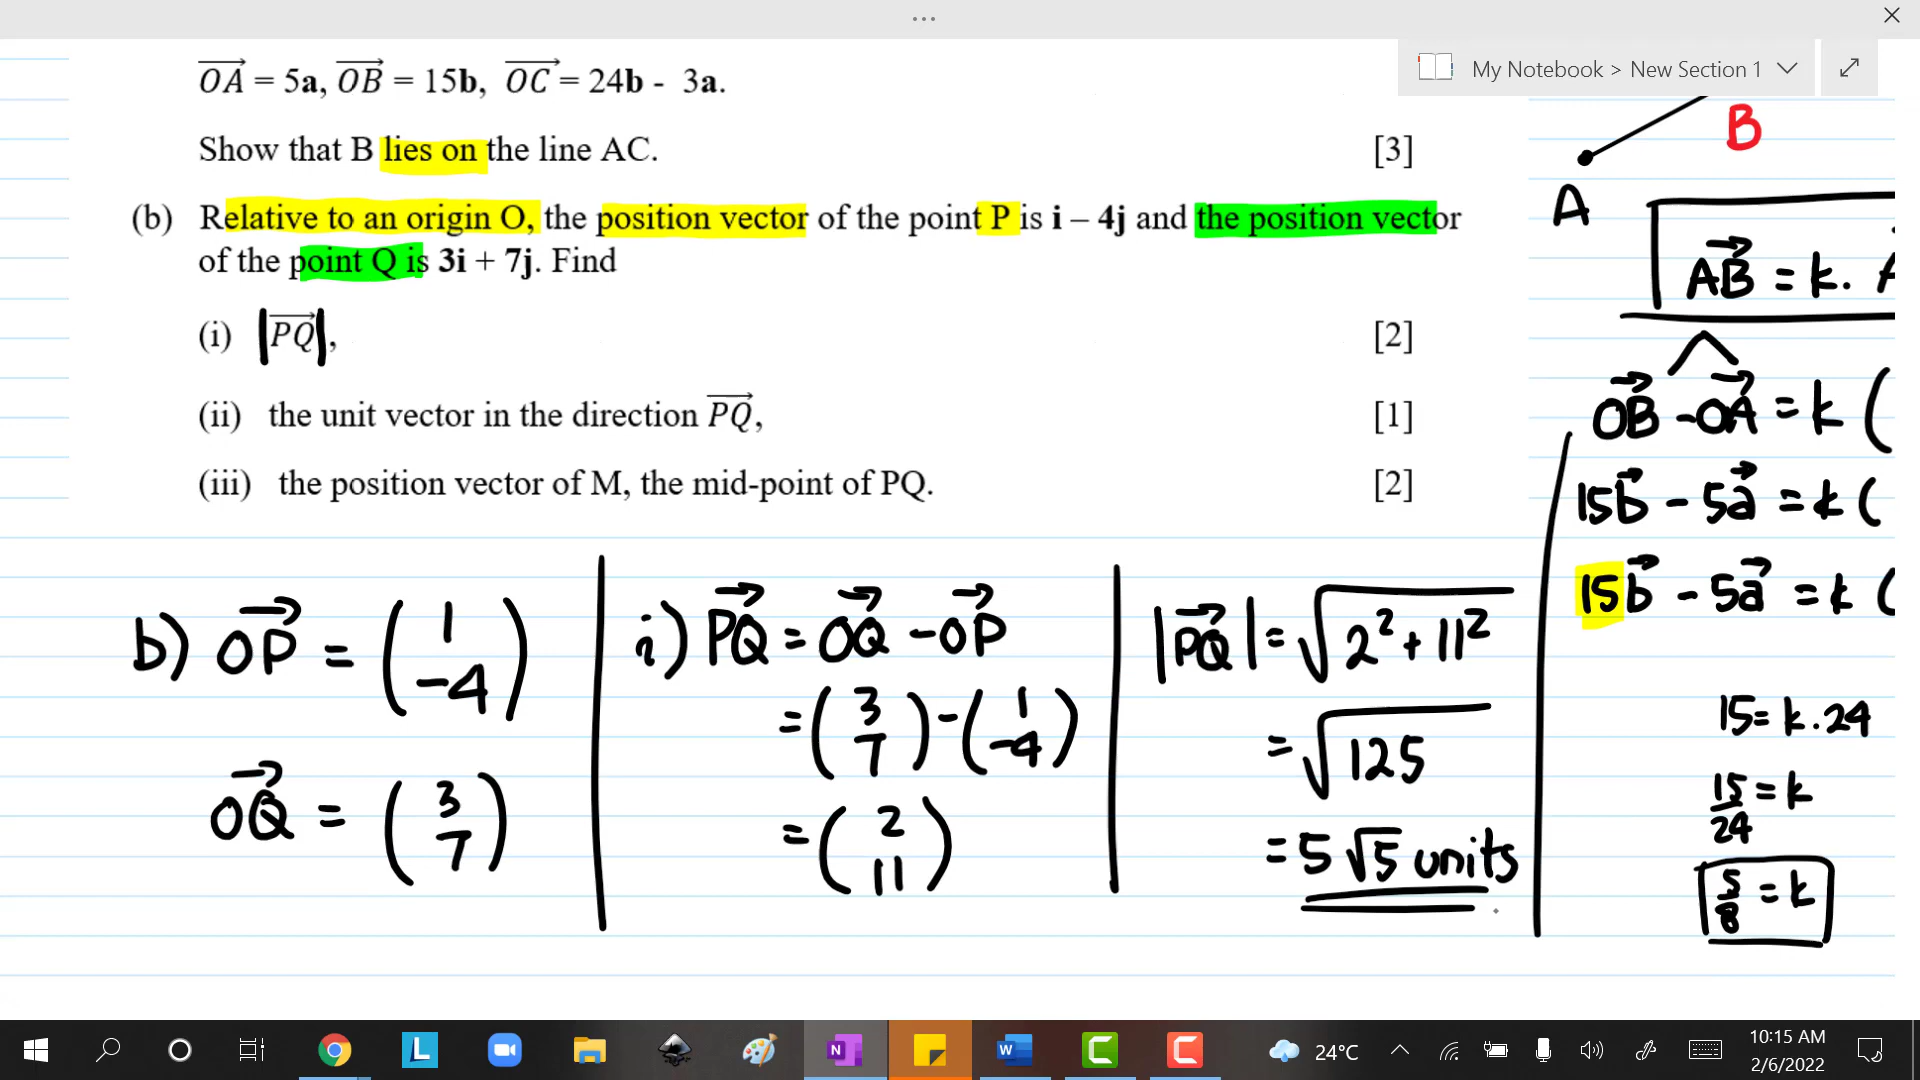 My Notebook > New Section 1
OA = 5a, OB = 15b, OC = 24b - 3a.
Show that B lies on the line AC. [3]
(b) Relative to an origin O, the position vector of the point P is i – 4j and the position vector
of the point Q is 3i + 7j. Find
(i) |PQ|, [2]
(ii) the unit vector in the direction PQ, [1]
(iii) the position vector of M, the mid-point of PQ. [2]
b) OP = (1
-4)
OQ = (3
7)
i) PQ = OQ - OP
= (3
7) - (1
-4)
= (2
11)
|PQ| = √2² + 11²
= √125
= 5√5 units
B
A
AB = k.
OB - OA = k (
15b - 5a = k (
15b - 5a = k (
15 = k.24
15/24 = k
5/8 = k
24°C
10:15 AM
2/6/2022